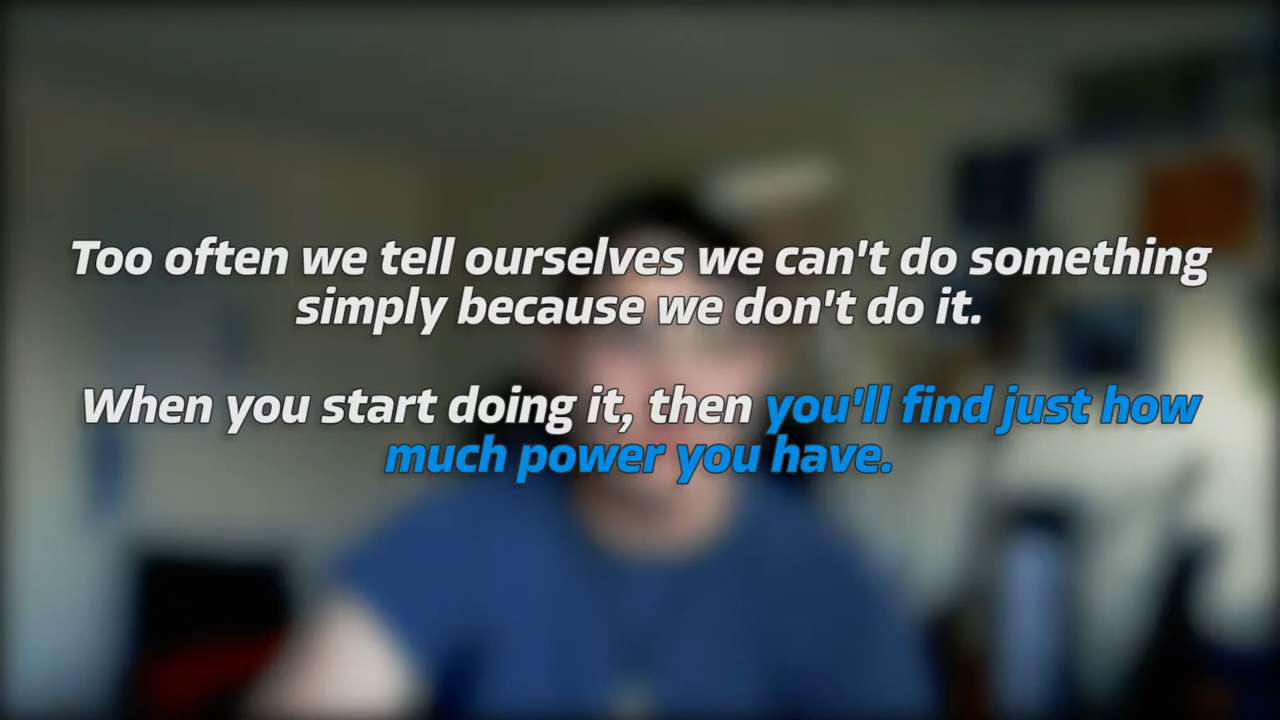 Too often we tell ourselves we can't do something
simply because we don't do it.
When you start doing it, then you'll find just how
much power you have.